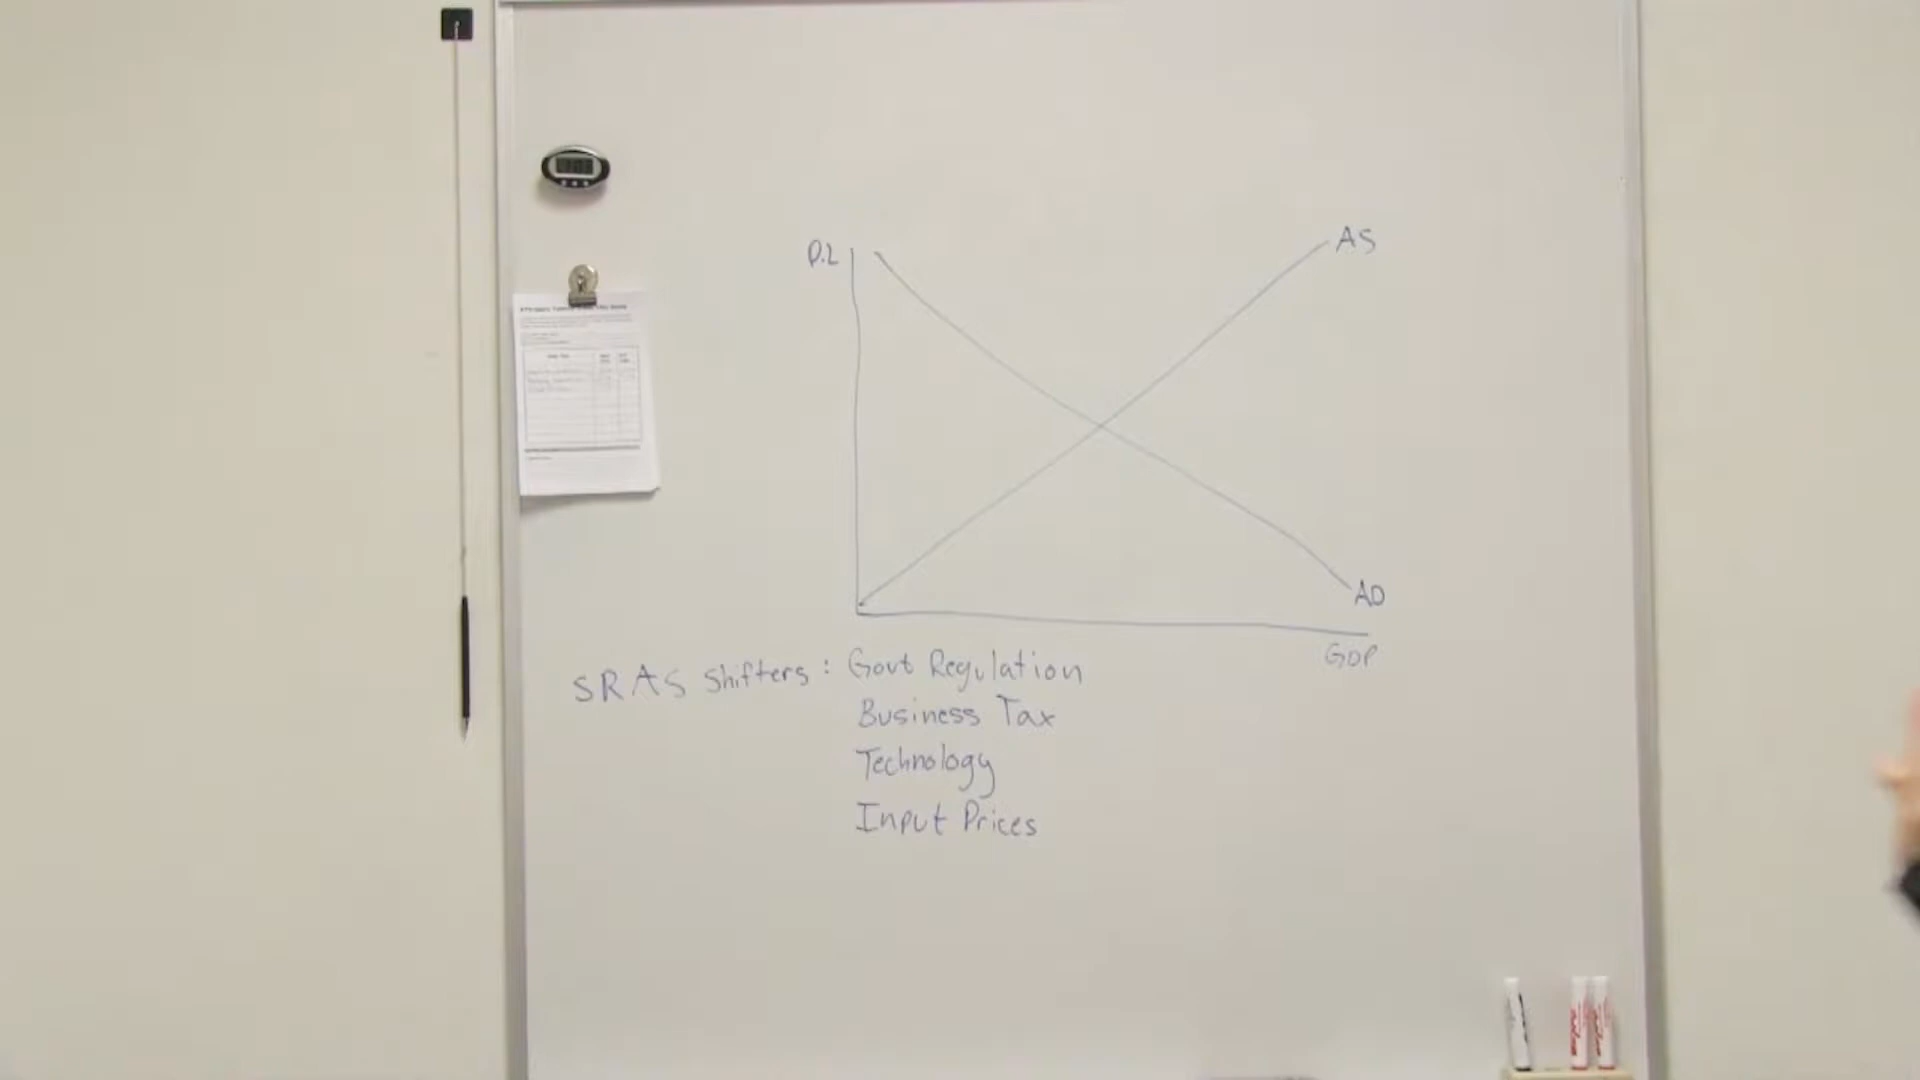 P.L
AS
AD
GDP
SRAS Shifters: Govt Regulation
Business Tax
Technology
Input Prices